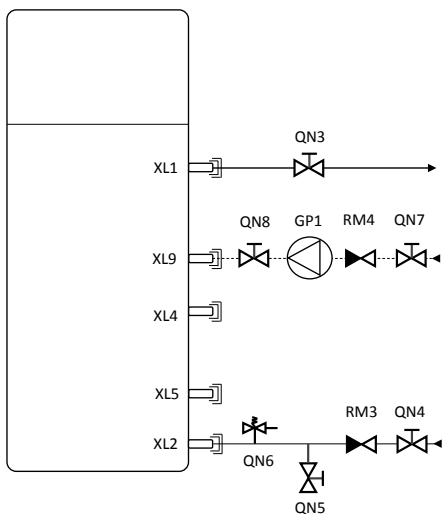 QN3
XL1
QN8 GP1 RM4 QN7
XL9
XL4
XL5
RM3 QN4
XL2
QN6
QN5